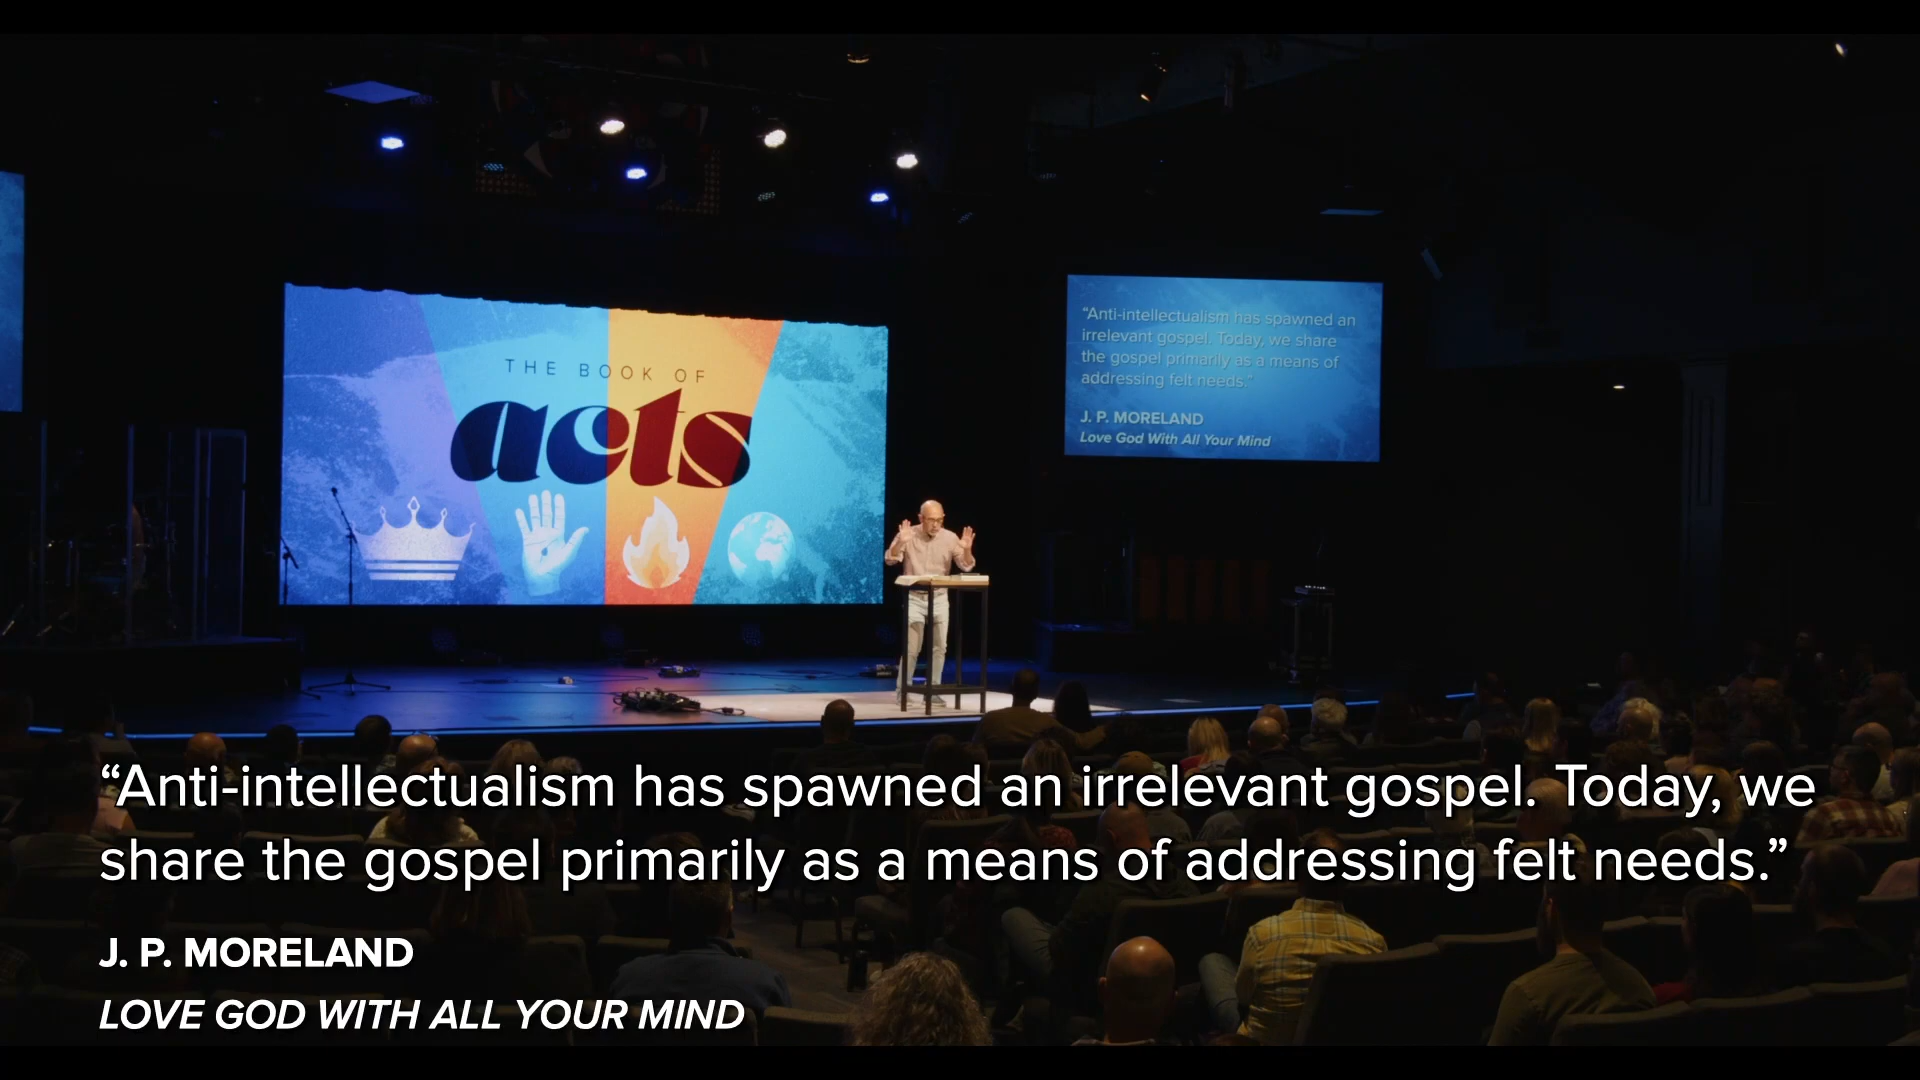 THE BOOK OF
acts
“Anti-intellectualism has spawned an
irrelevant gospel. Today, we share
the gospel primarily as a means of
addressing felt needs.”
J. P. MORELAND
Love God With All Your Mind
“Anti-intellectualism has spawned an irrelevant gospel. Today, we
share the gospel primarily as a means of addressing felt needs.”
J. P. MORELAND
LOVE GOD WITH ALL YOUR MIND